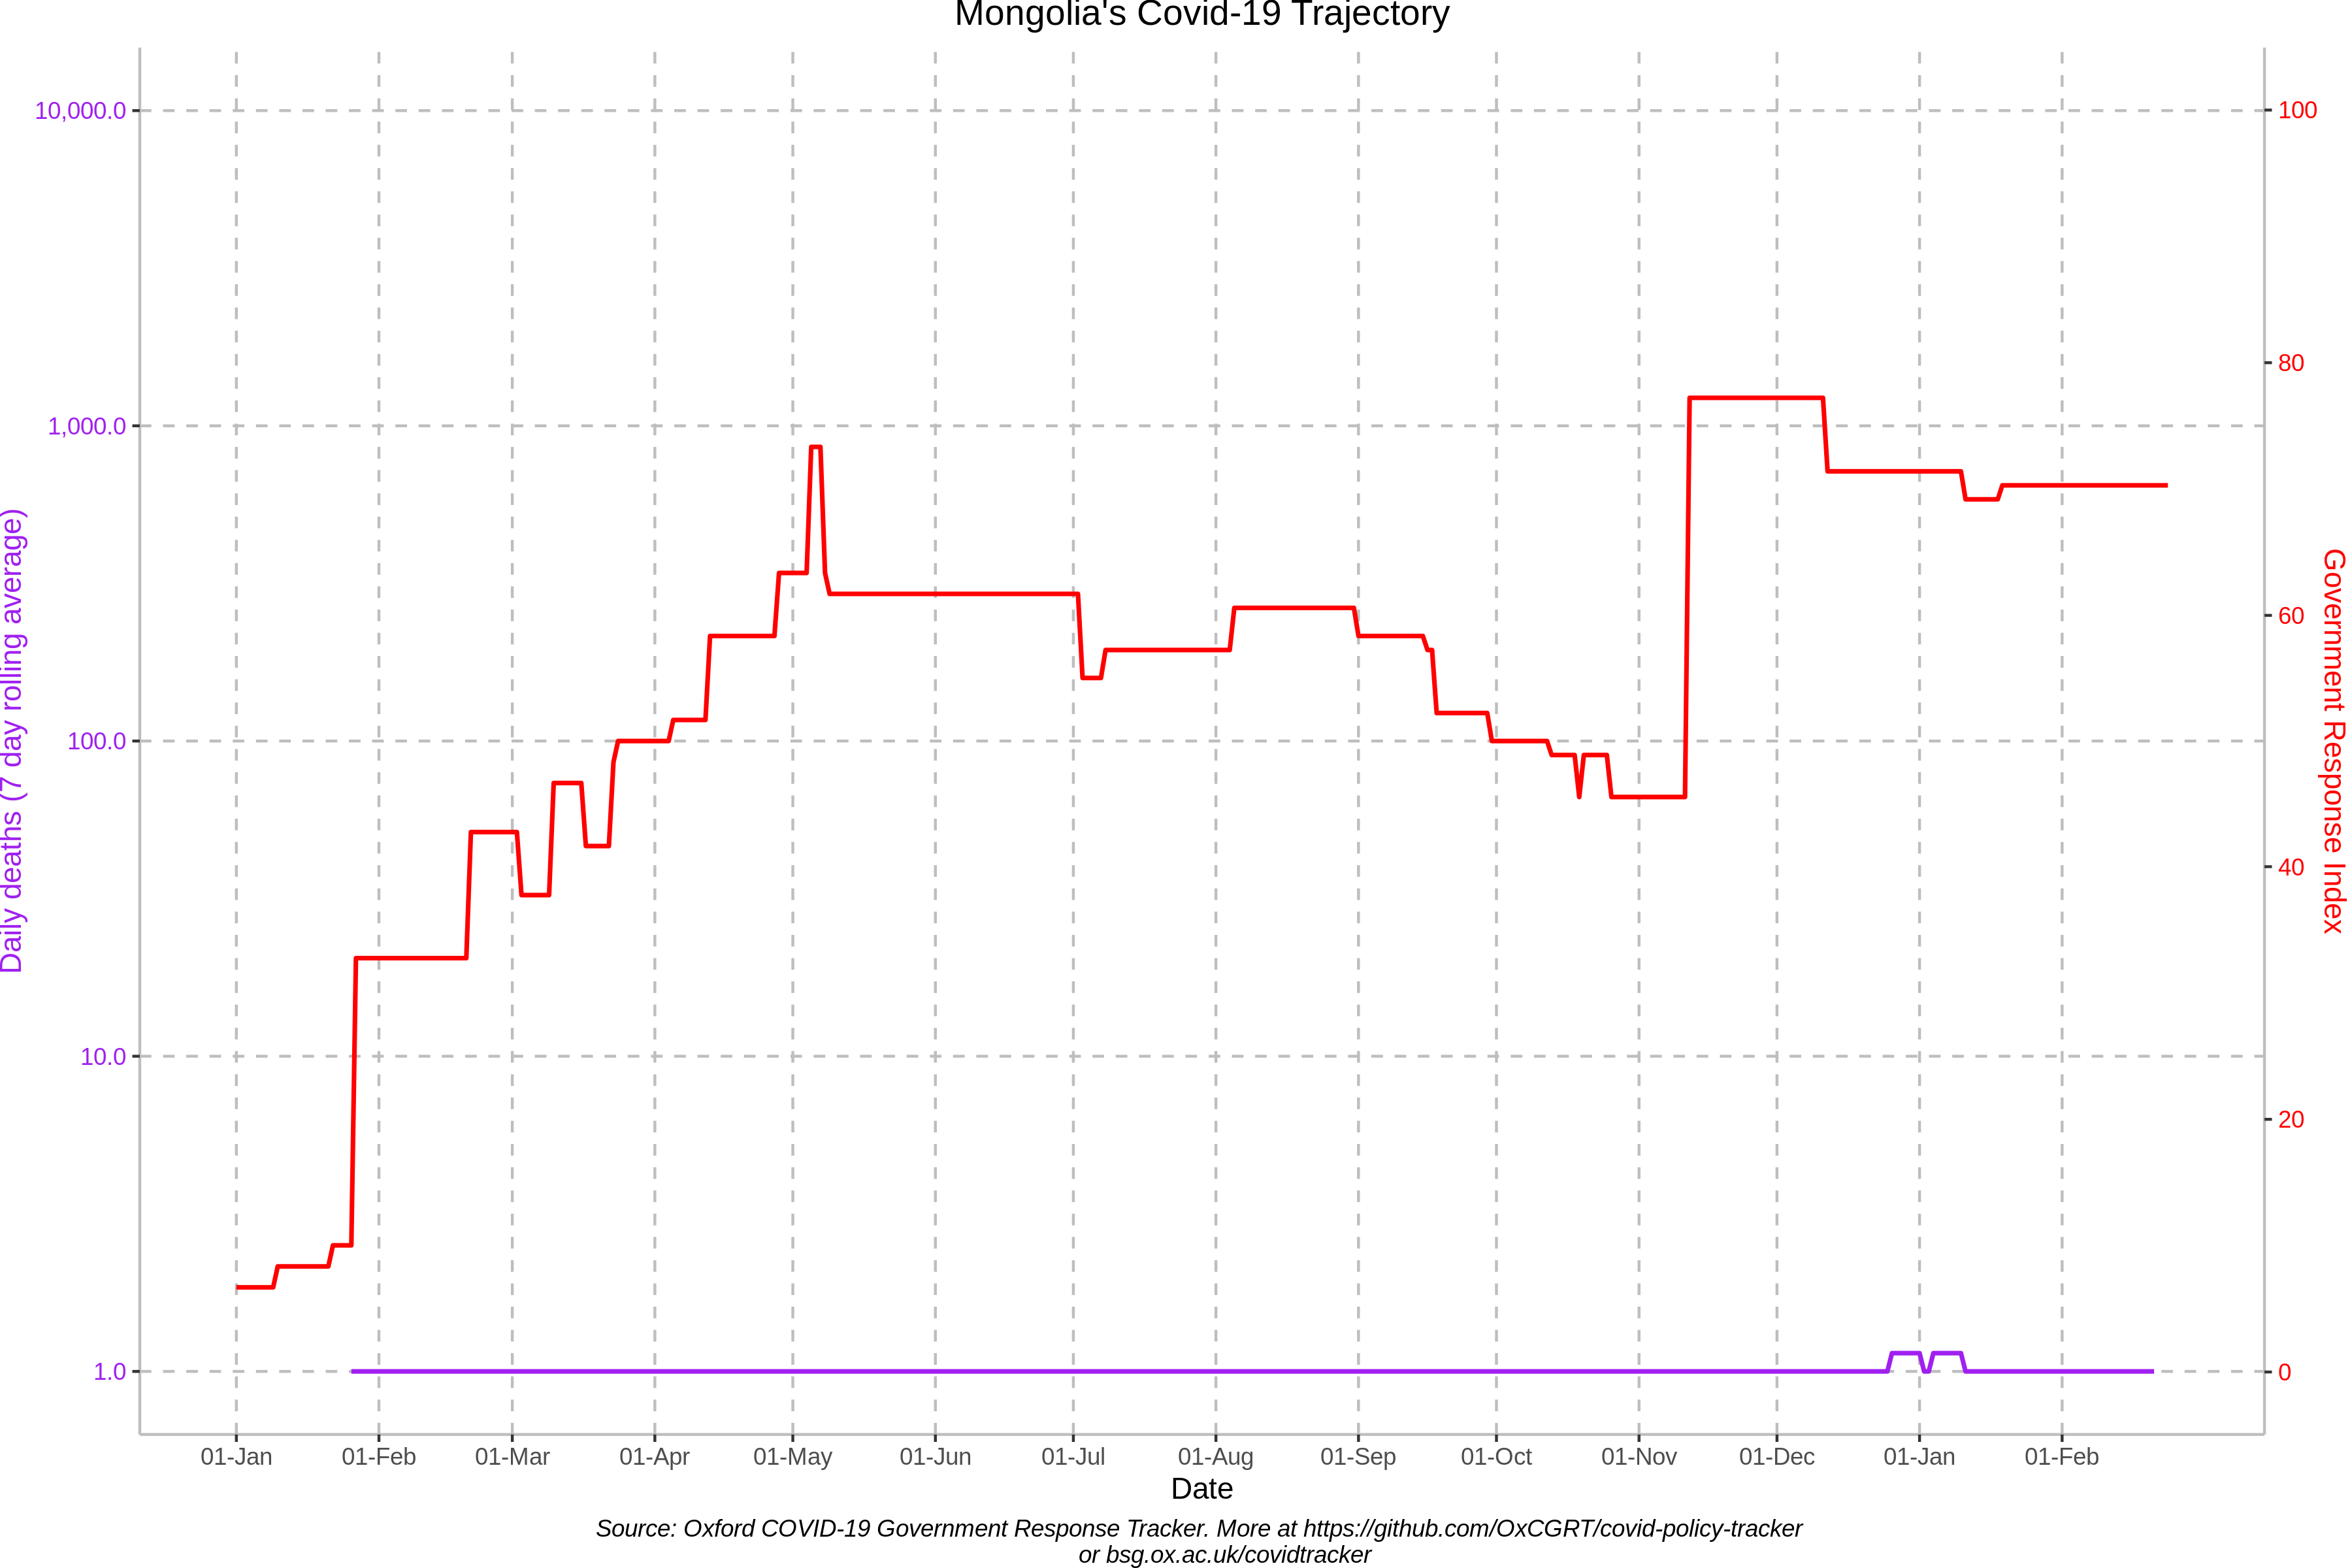 Mongolia's Covid-19 Trajectory
10,000.0
1,000.0
100.0
10.0
1.0
Daily deaths (7 day rolling average)
100
80
60
40
20
0
Government Response Index
01-Jan 01-Feb 01-Mar 01-Apr 01-May 01-Jun 01-Jul 01-Aug 01-Sep 01-Oct 01-Nov 01-Dec 01-Jan 01-Feb
Date
Source: Oxford COVID-19 Government Response Tracker. More at https://github.com/OxCGRT/covid-policy-tracker
or bsg.ox.ac.uk/covidtracker